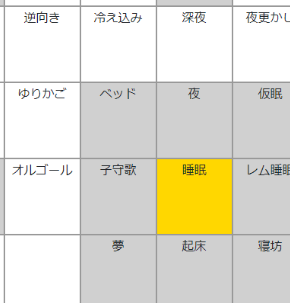 逆向き 冷え込み 深夜 夜更かし
ゆりかご ベッド 夜 仮眠
オルゴール 子守歌 睡眠 レム睡眠
夢 起床 寝坊